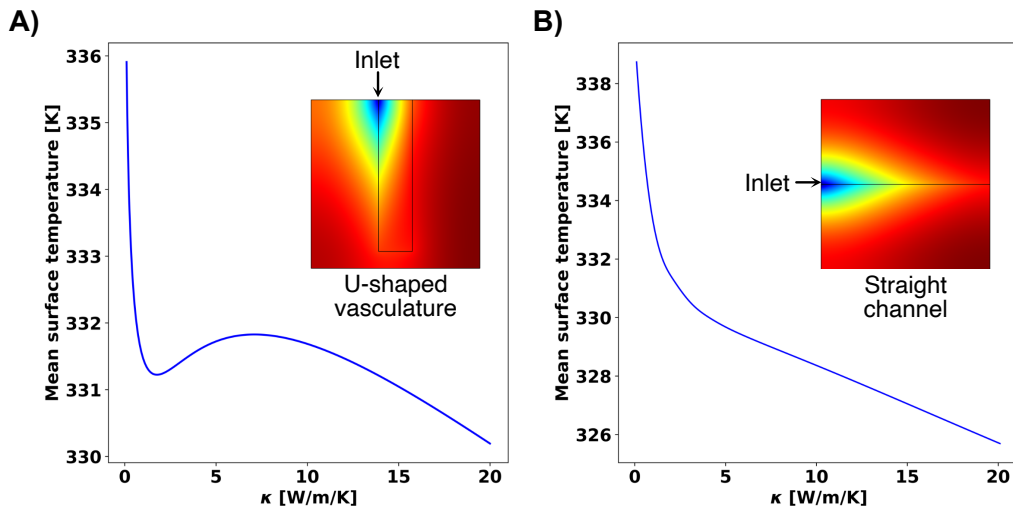 A)
Mean surface temperature [K]
336
335
334
333
332
331
330
0
5
10
15
20
κ [W/m/K]
Inlet
U-shaped
vasculature
B)
Mean surface temperature [K]
338
336
334
332
330
328
326
0
5
10
15
20
κ [W/m/K]
Inlet
Straight
channel